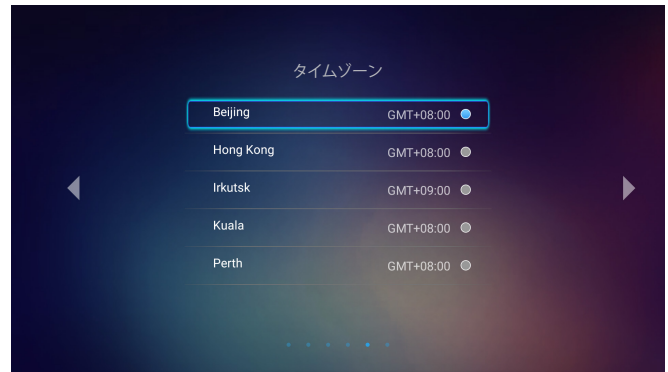 タイムゾーン
Beijing GMT+08:00
Hong Kong GMT+08:00
Irkutsk GMT+09:00
Kuala GMT+08:00
Perth GMT+08:00